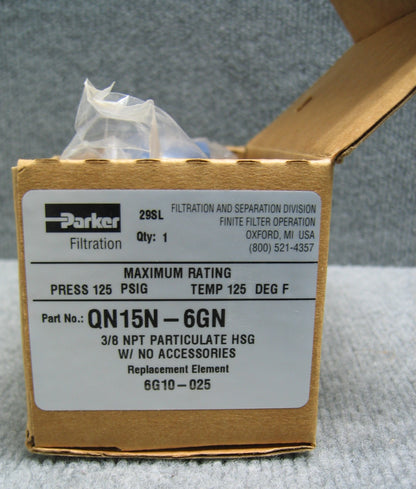 Parker
Filtration
29SL
Qty: 1
FILTRATION AND SEPARATION DIVISION
FINITE FILTER OPERATION
OXFORD, MI USA
(800) 521-4357
MAXIMUM RATING
PRESS 125 PSIG TEMP 125 DEG F
Part No.: QN15N-6GN
3/8 NPT PARTICULATE HSG
W/ NO ACCESSORIES
Replacement Element
6G10-025